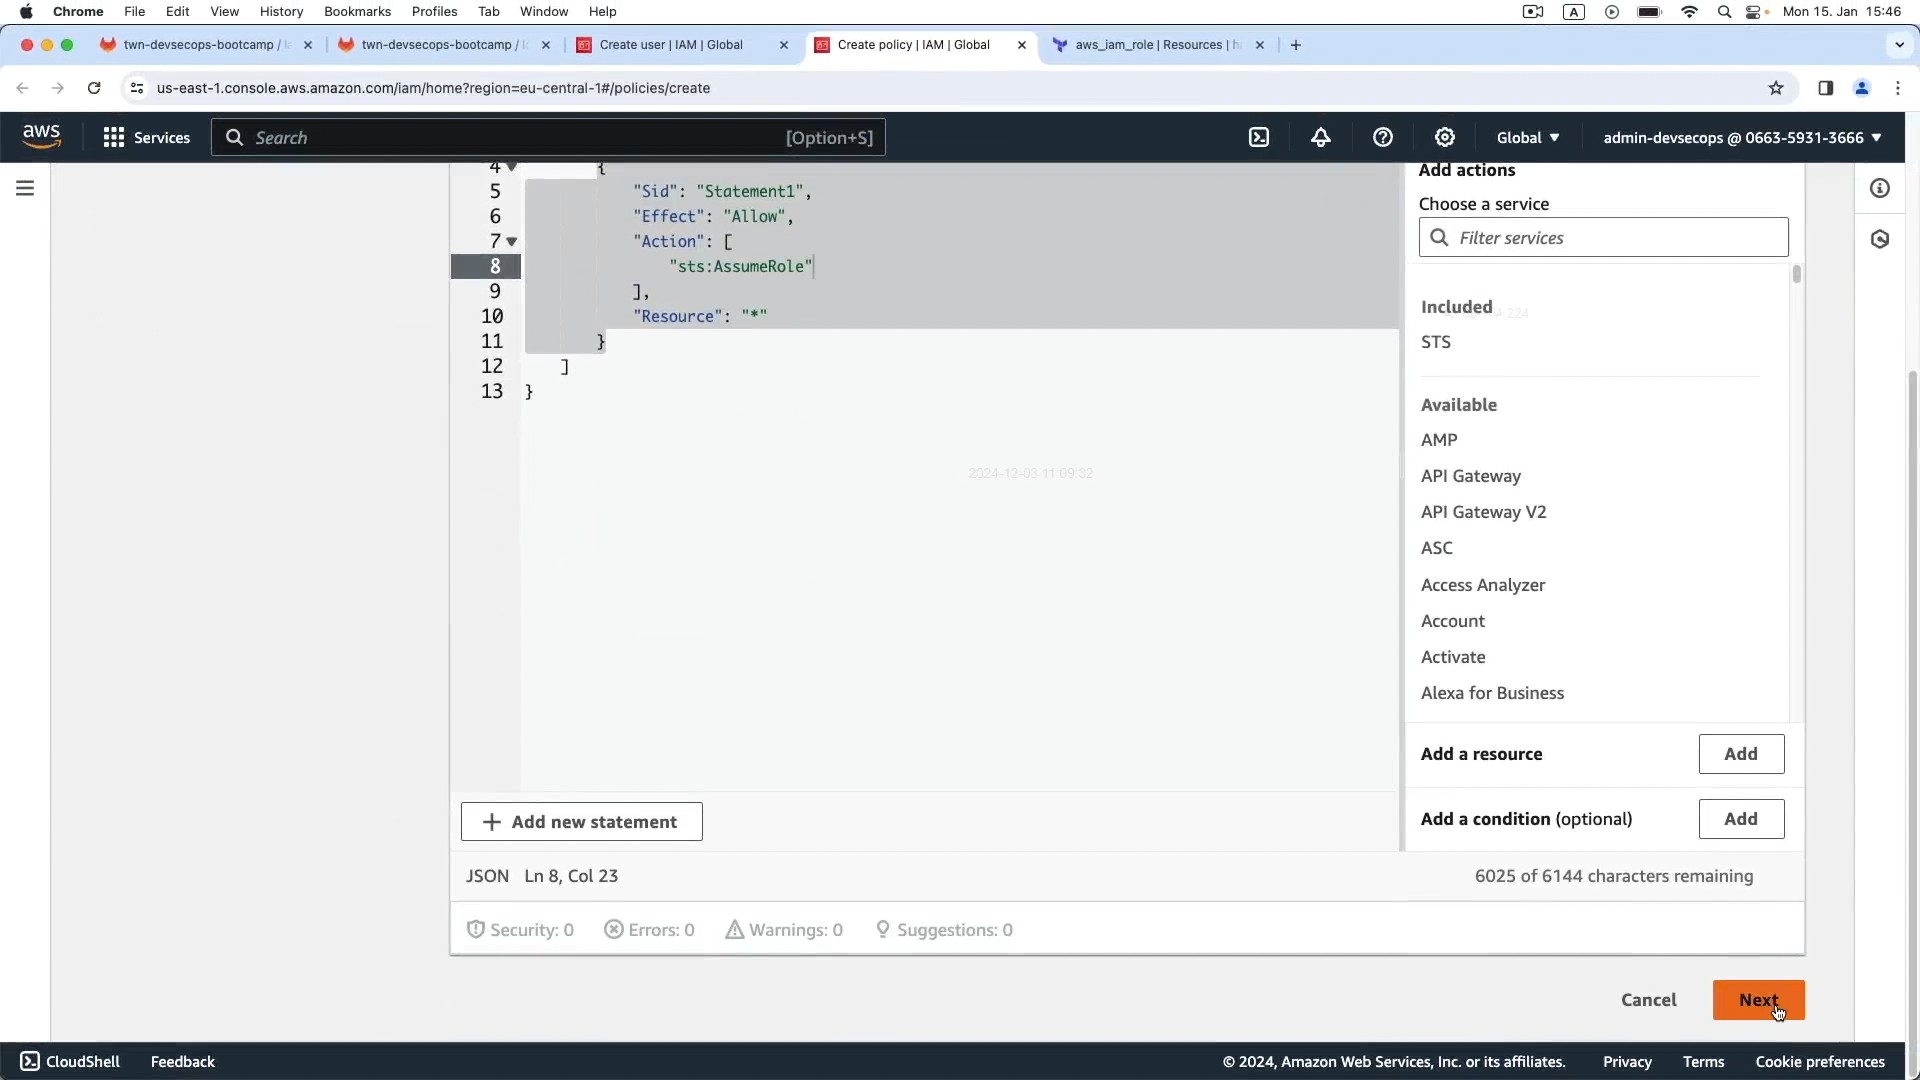 Chrome File Edit View History Bookmarks Profiles Tab Window Help A Mon 15. Jan 15:46
twn-devsecops-bootcamp / twn-devsecops-bootcamp / Create user | IAM | Global Create policy | IAM | Global aws_iam_role | Resources | h
us-east-1.console.aws.amazon.com/iam/home?region=eu-central-1#/policies/create
aws Services Search [Option+S] Global admin-devsecops @ 0663-5931-3666
4 {
5 "Sid": "Statement1",
6 "Effect": "Allow",
7 "Action": [
8 "sts:AssumeRole"
9 ],
10 "Resource": "*"
11 }
12 ]
13 }
2024-12-03 11:09:32
Add actions
Choose a service
Filter services
Included
STS
Available
AMP
API Gateway
API Gateway V2
ASC
Access Analyzer
Account
Activate
Alexa for Business
Add a resource Add
Add a condition (optional) Add
+ Add new statement
JSON Ln 8, Col 23 6025 of 6144 characters remaining
Security: 0 Errors: 0 Warnings: 0 Suggestions: 0
Cancel Next
CloudShell Feedback © 2024, Amazon Web Services, Inc. or its affiliates. Privacy Terms Cookie preferences